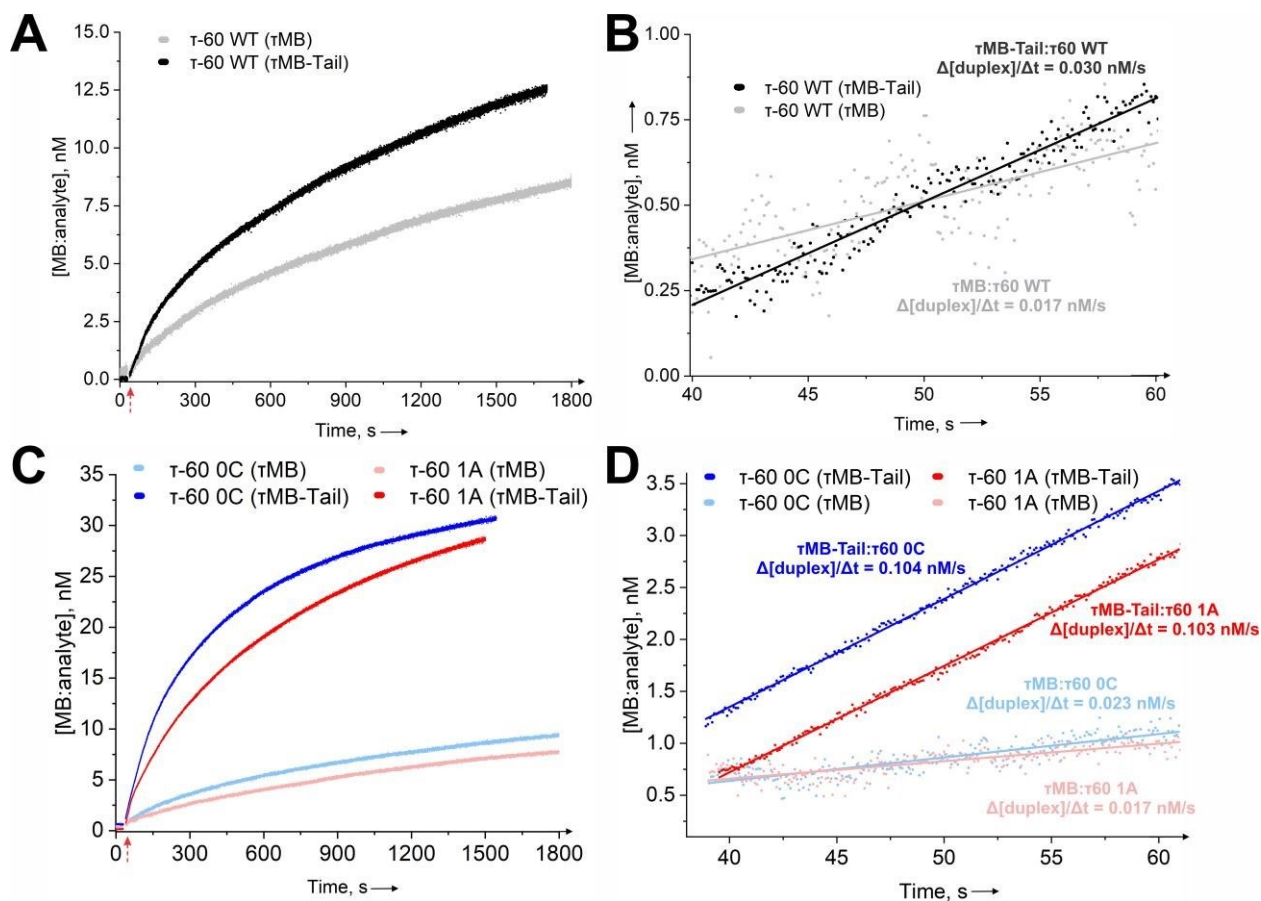 A
τ-60 WT (τMB)
τ-60 WT (τMB-Tail)
15.0
12.5
10.0
7.5
5.0
2.5
0.0
[MB:analyte], nM
0 300 600 900 1200 1500 1800
Time, s
B
τMB-Tail:τ60 WT
Δ[duplex]/Δt = 0.030 nM/s
τ-60 WT (τMB-Tail)
τ-60 WT (τMB)
1.00
0.75
0.50
0.25
0.00
[MB:analyte], nM
τMB:τ60 WT
Δ[duplex]/Δt = 0.017 nM/s
40 45 50 55 60
Time, s
C
τ-60 0C (τMB) τ-60 1A (τMB)
τ-60 0C (τMB-Tail) τ-60 1A (τMB-Tail)
35
30
25
20
15
10
5
0
[MB:analyte], nM
0 300 600 900 1200 1500 1800
Time, s
D
τ-60 0C (τMB-Tail) τ-60 1A (τMB-Tail)
τ-60 0C (τMB) τ-60 1A (τMB)
3.5
3.0
2.5
2.0
1.5
1.0
0.5
[MB:analyte], nM
τMB-Tail:τ60 0C
Δ[duplex]/Δt = 0.104 nM/s
τMB-Tail:τ60 1A
Δ[duplex]/Δt = 0.103 nM/s
τMB:τ60 0C
Δ[duplex]/Δt = 0.023 nM/s
τMB:τ60 1A
Δ[duplex]/Δt = 0.017 nM/s
40 45 50 55 60
Time, s